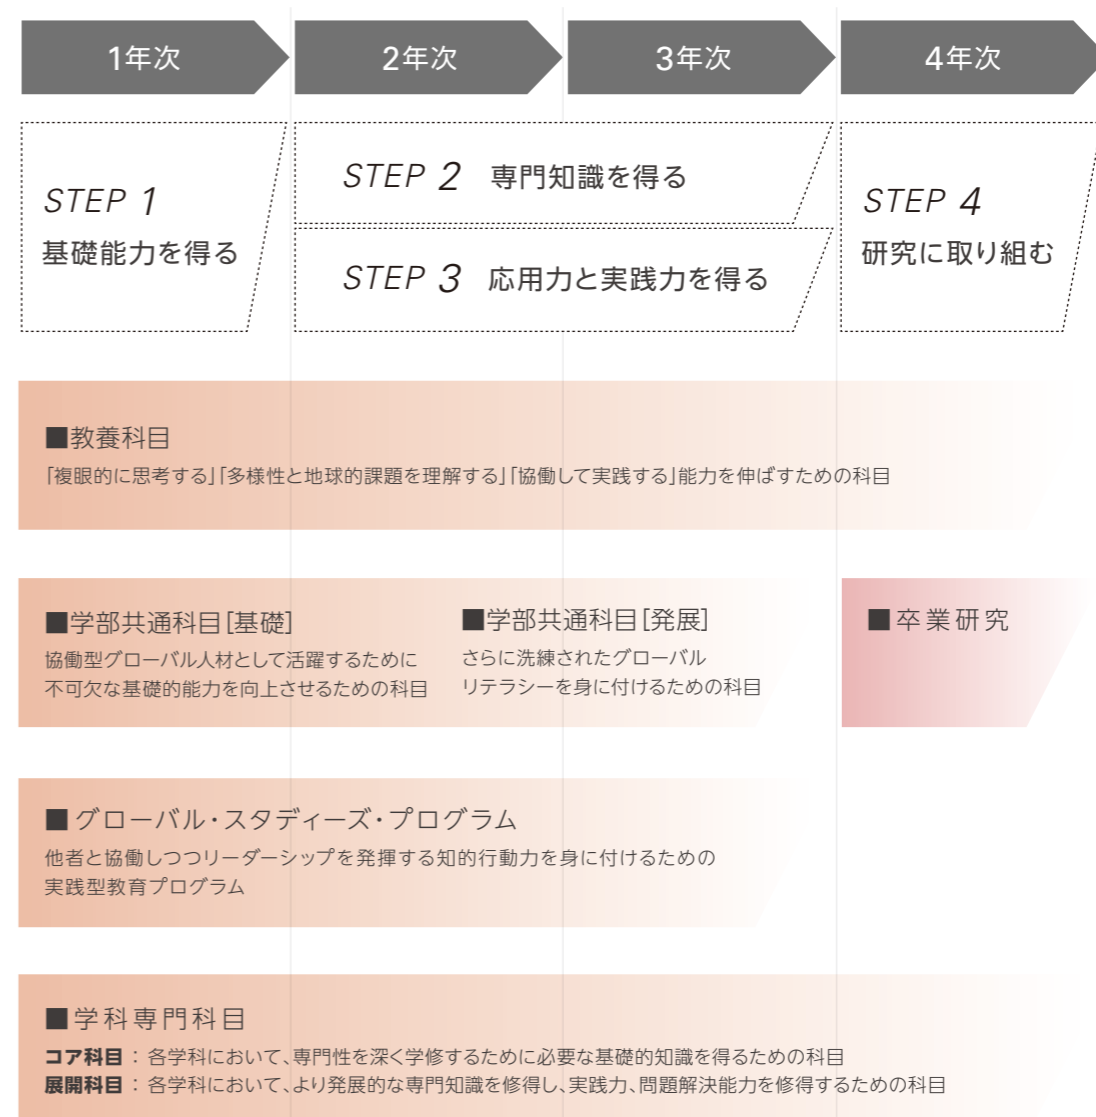 1年次
2年次
3年次
4年次
STEP 1
基礎能力を得る
STEP 2 専門知識を得る
STEP 3 応用力と実践力を得る
STEP 4
研究に取り組む
■教養科目
「複眼的に思考する」「多様性と地球的課題を理解する」「協働して実践する」能力を伸ばすための科目
■学部共通科目[基礎]
協働型グローバル人材として活躍するために
不可欠な基礎的能力を向上させるための科目
■学部共通科目[発展]
さらに洗練されたグローバル
リテラシーを身に付けるための科目
■卒業研究
■グローバル・スタディーズ・プログラム
他者と協働しつつリーダーシップを発揮する知的行動力を身に付けるための
実践型教育プログラム
■学科専門科目
コア科目：各学科において、専門性を深く学修するために必要な基礎的知識を得るための科目
展開科目：各学科において、より発展的な専門知識を修得し、実践力、問題解決能力を修得するための科目